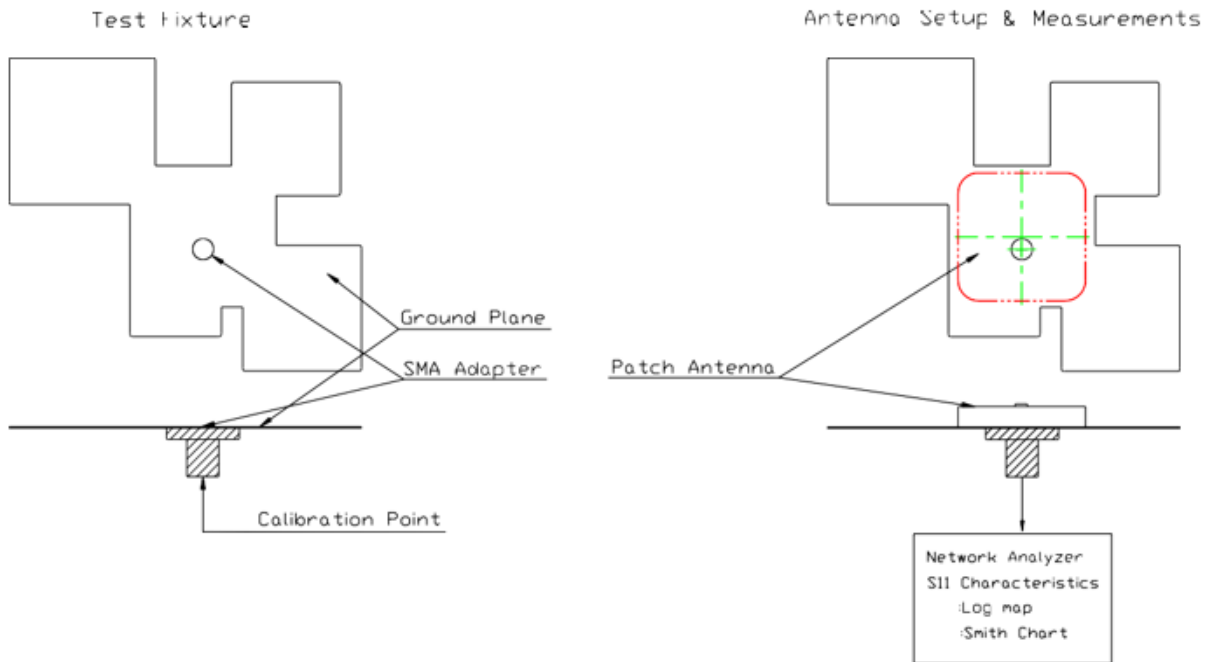 Test Fixture
Antenna Setup & Measurements
Ground Plane
SMA Adapter
Patch Antenna
Calibration Point
Network Analyzer
S11 Characteristics
:Log map
:Smith Chart